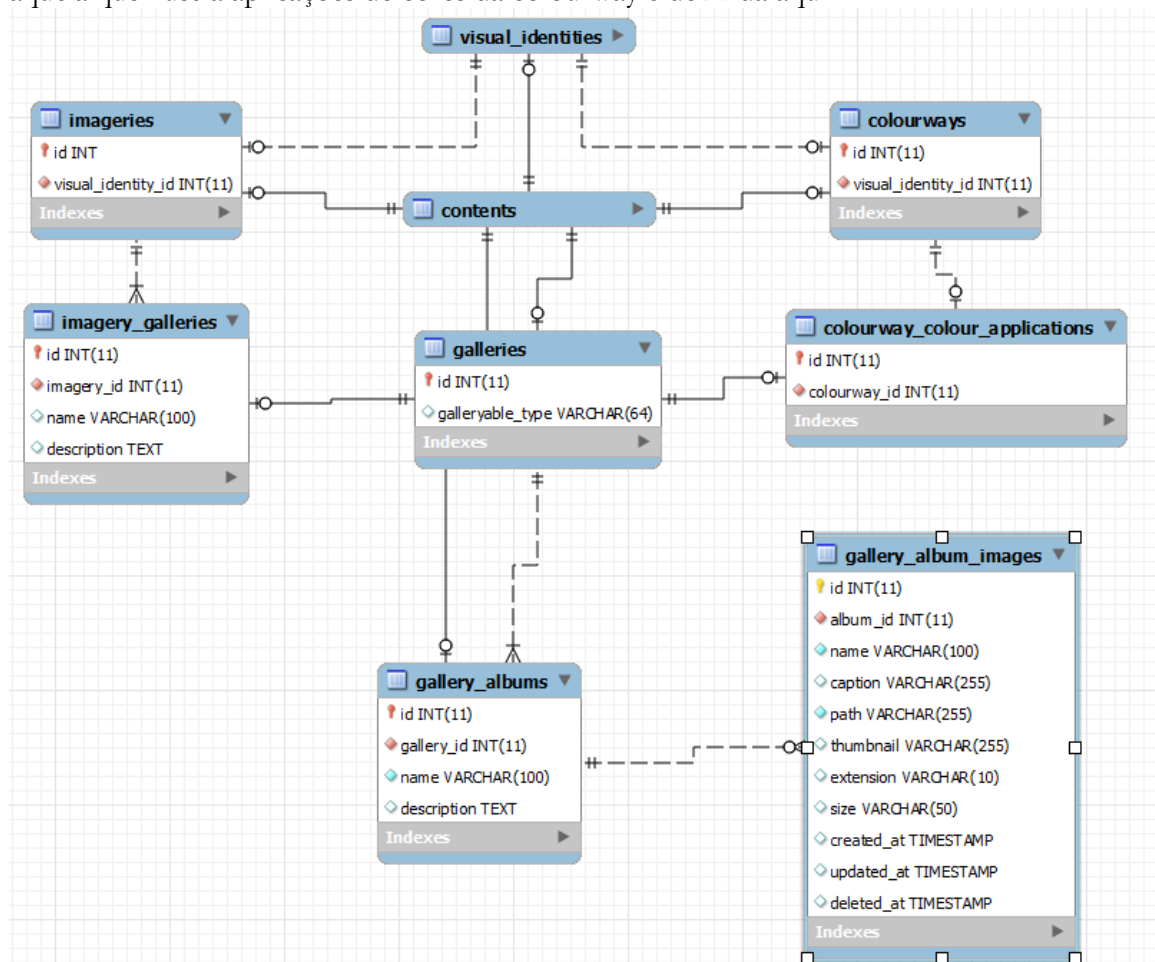 visual_identities
imageries
id INT
visual_identity_id INT(11)
Indexes
colourways
id INT(11)
visual_identity_id INT(11)
Indexes
contents
imagery_galleries
id INT(11)
imagery_id INT(11)
name VARCHAR(100)
description TEXT
Indexes
galleries
id INT(11)
galleryable_type VARCHAR(64)
Indexes
colourway_colour_applications
id INT(11)
colourway_id INT(11)
Indexes
gallery_albums
id INT(11)
gallery_id INT(11)
name VARCHAR(100)
description TEXT
Indexes
gallery_album_images
id INT(11)
album_id INT(11)
name VARCHAR(100)
caption VARCHAR(255)
path VARCHAR(255)
thumbnail VARCHAR(255)
extension VARCHAR(10)
size VARCHAR(50)
created_at TIMESTAMP
updated_at TIMESTAMP
deleted_at TIMESTAMP
Indexes